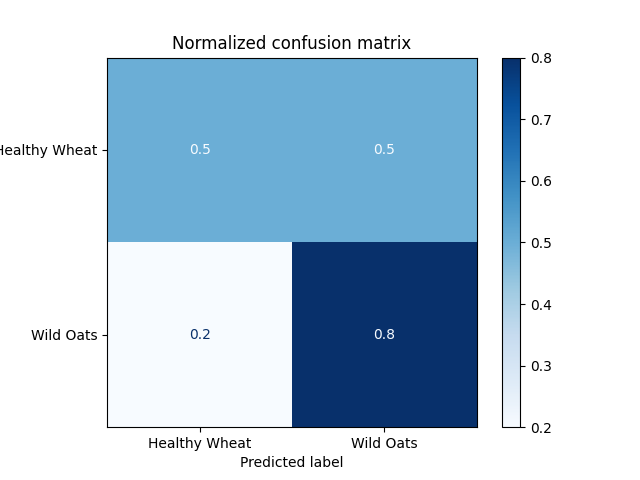 Normalized confusion matrix
Healthy Wheat
0.5 0.5
Wild Oats
0.2 0.8
Healthy Wheat Wild Oats
Predicted label
0.8
0.7
0.6
0.5
0.4
0.3
0.2